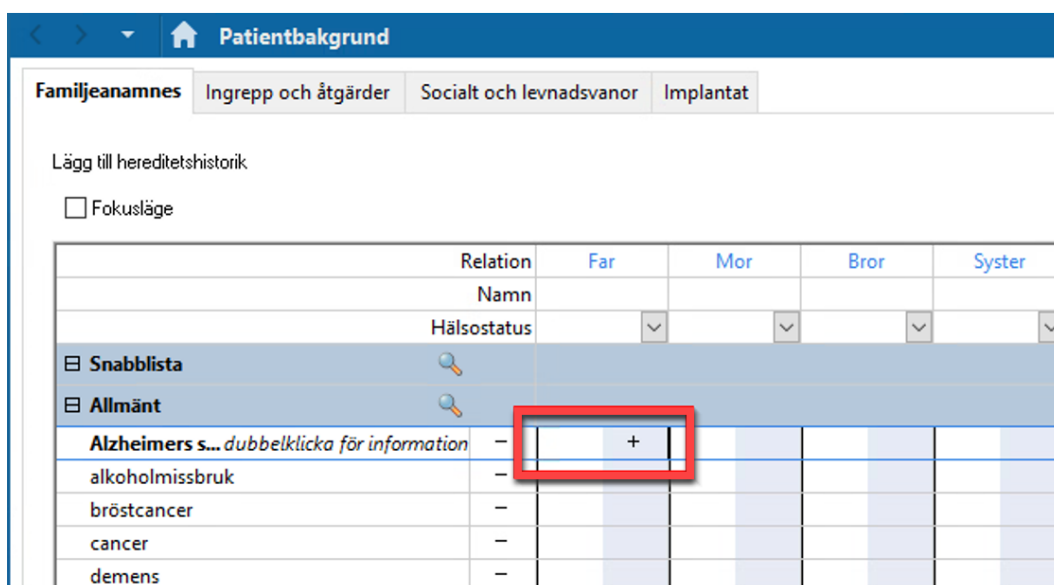 Patientbakgrund
Familjeanamnes Ingrepp och åtgärder Socialt och levnadsvanor Implantat
Lägg till hereditetshistorik
Fokusläge
Relation Far Mor Bror Syster
Namn
Hälsostatus
Snabblista
Allmänt
Alzheimers s... dubbelklicka för information − +
alkoholmissbruk −
bröstcancer −
cancer −
demens −